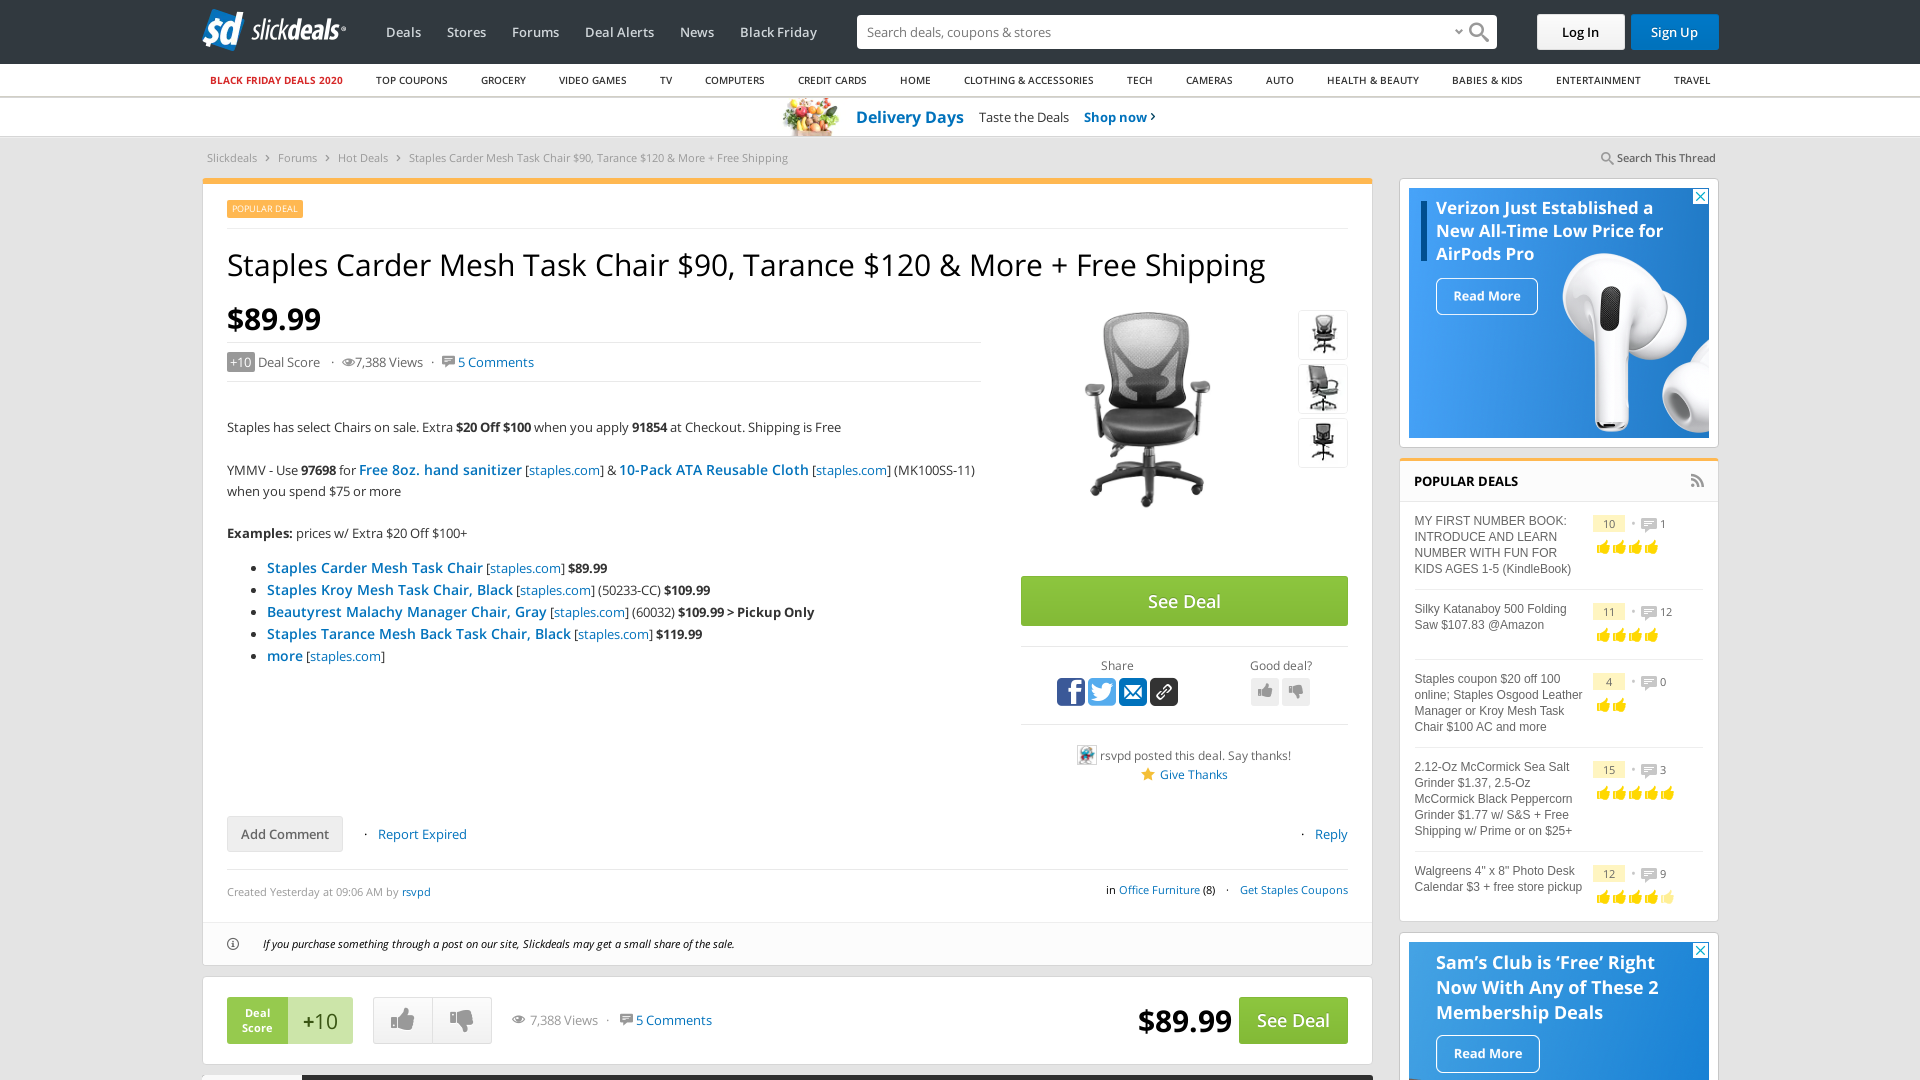 sd slickdeals
Deals Stores Forums Deal Alerts News Black Friday
Search deals, coupons & stores
Log In Sign Up
BLACK FRIDAY DEALS 2020 TOP COUPONS GROCERY VIDEO GAMES TV COMPUTERS CREDIT CARDS HOME CLOTHING & ACCESSORIES TECH CAMERAS AUTO HEALTH & BEAUTY BABIES & KIDS ENTERTAINMENT TRAVEL
Delivery Days Taste the Deals Shop now ›
Slickdeals › Forums › Hot Deals › Staples Carder Mesh Task Chair $90, Tarance $120 & More + Free Shipping
Search This Thread
POPULAR DEAL
Staples Carder Mesh Task Chair $90, Tarance $120 & More + Free Shipping
$89.99
+10 Deal Score · 7,388 Views · 5 Comments
Staples has select Chairs on sale. Extra $20 Off $100 when you apply 91854 at Checkout. Shipping is Free
YMMV - Use 97698 for Free 8oz. hand sanitizer [staples.com] & 10-Pack ATA Reusable Cloth [staples.com] (MK100SS-11)
when you spend $75 or more
Examples: prices w/ Extra $20 Off $100+
• Staples Carder Mesh Task Chair [staples.com] $89.99
• Staples Kroy Mesh Task Chair, Black [staples.com] (50233-CC) $109.99
• Beautyrest Malachy Manager Chair, Gray [staples.com] (60032) $109.99 > Pickup Only
• Staples Tarance Mesh Back Task Chair, Black [staples.com] $119.99
• more [staples.com]
See Deal
Share
Good deal?
rsvpd posted this deal. Say thanks!
Give Thanks
Add Comment · Report Expired
· Reply
Created Yesterday at 09:06 AM by rsvpd
in Office Furniture (8) · Get Staples Coupons
If you purchase something through a post on our site, Slickdeals may get a small share of the sale.
Deal
Score
+10
7,388 Views · 5 Comments
$89.99
See Deal
Verizon Just Established a
New All-Time Low Price for
AirPods Pro
Read More
POPULAR DEALS
MY FIRST NUMBER BOOK:
INTRODUCE AND LEARN
NUMBER WITH FUN FOR
KIDS AGES 1-5 (KindleBook)
10 • 1
Silky Katanaboy 500 Folding
Saw $107.83 @Amazon
11 • 12
Staples coupon $20 off 100
online; Staples Osgood Leather
Manager or Kroy Mesh Task
Chair $100 AC and more
4 • 0
2.12-Oz McCormick Sea Salt
Grinder $1.37, 2.5-Oz
McCormick Black Peppercorn
Grinder $1.77 w/ S&S + Free
Shipping w/ Prime or on $25+
15 • 3
Walgreens 4" x 8" Photo Desk
Calendar $3 + free store pickup
12 • 9
Sam's Club is 'Free' Right
Now With Any of These 2
Membership Deals
Read More